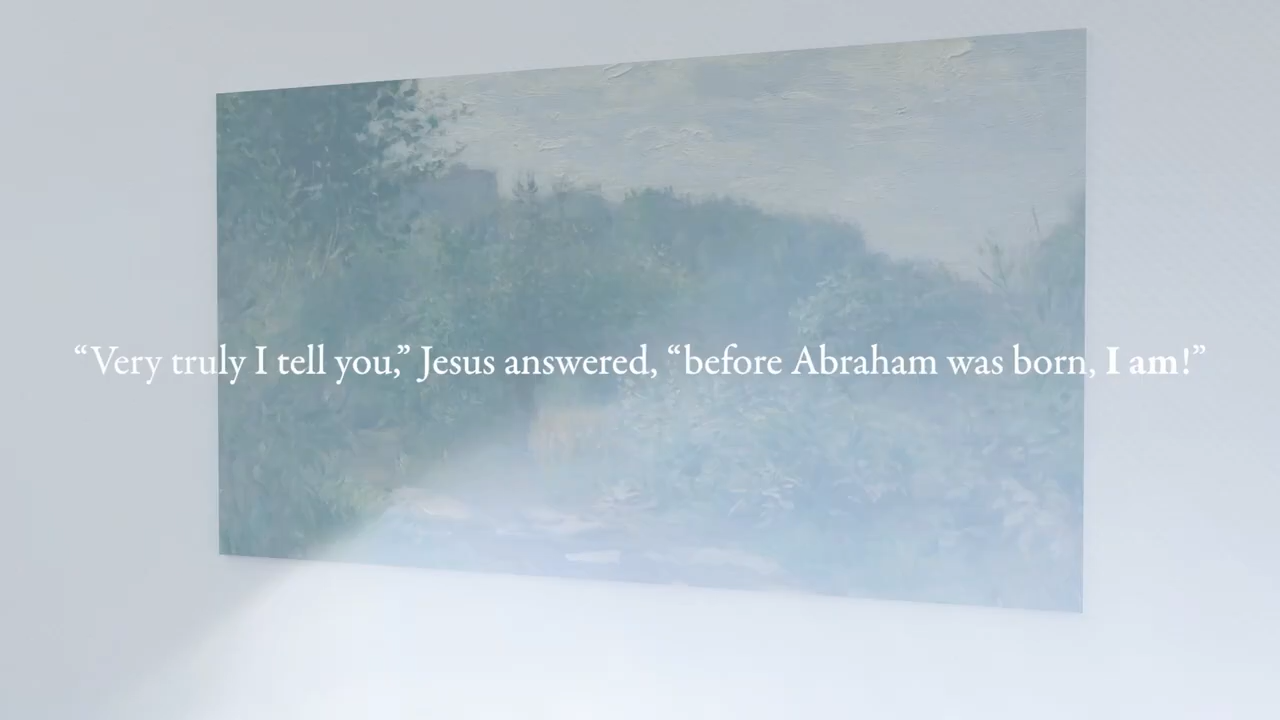 “Very truly I tell you,” Jesus answered, “before Abraham was born, I am!”